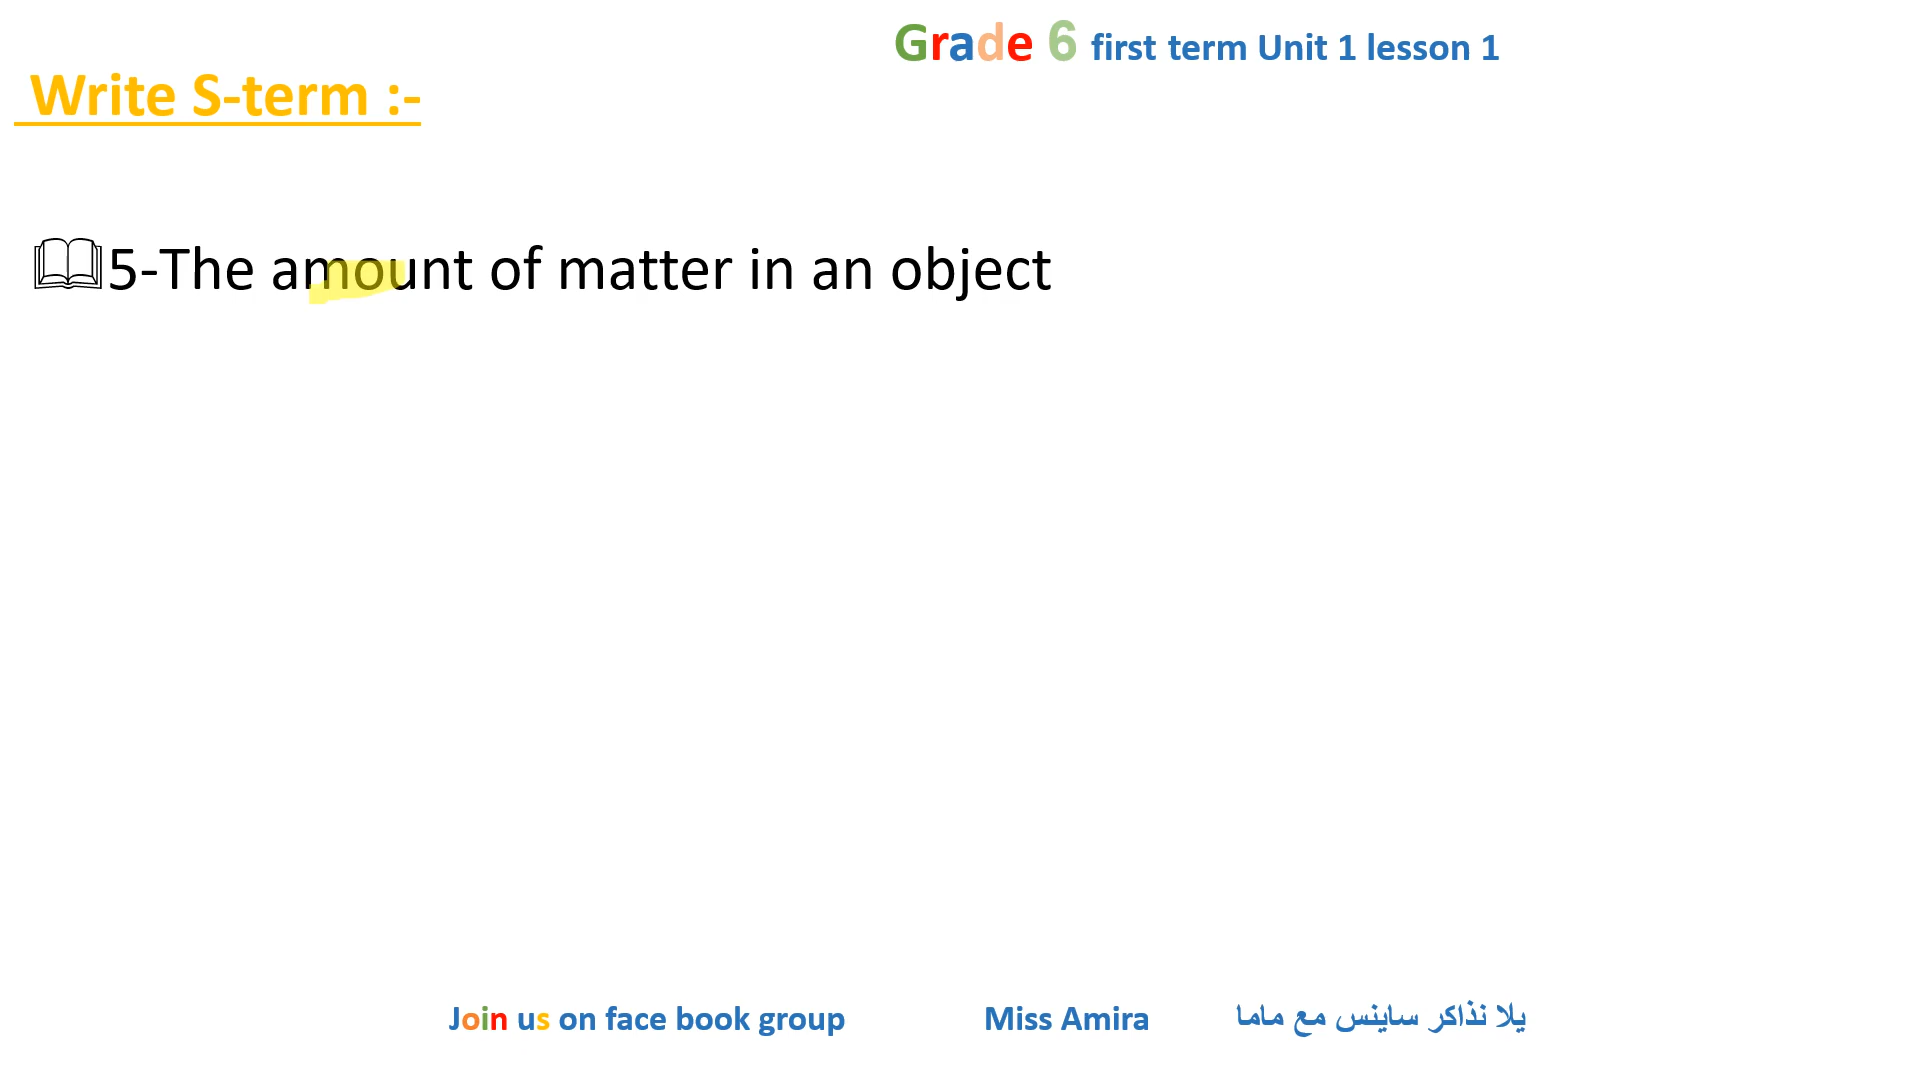 Grade 6 first term Unit 1 lesson 1
Write S-term :-
5-The amount of matter in an object
Join us on face book group Miss Amira يلا نذاكر ساينس مع ماما